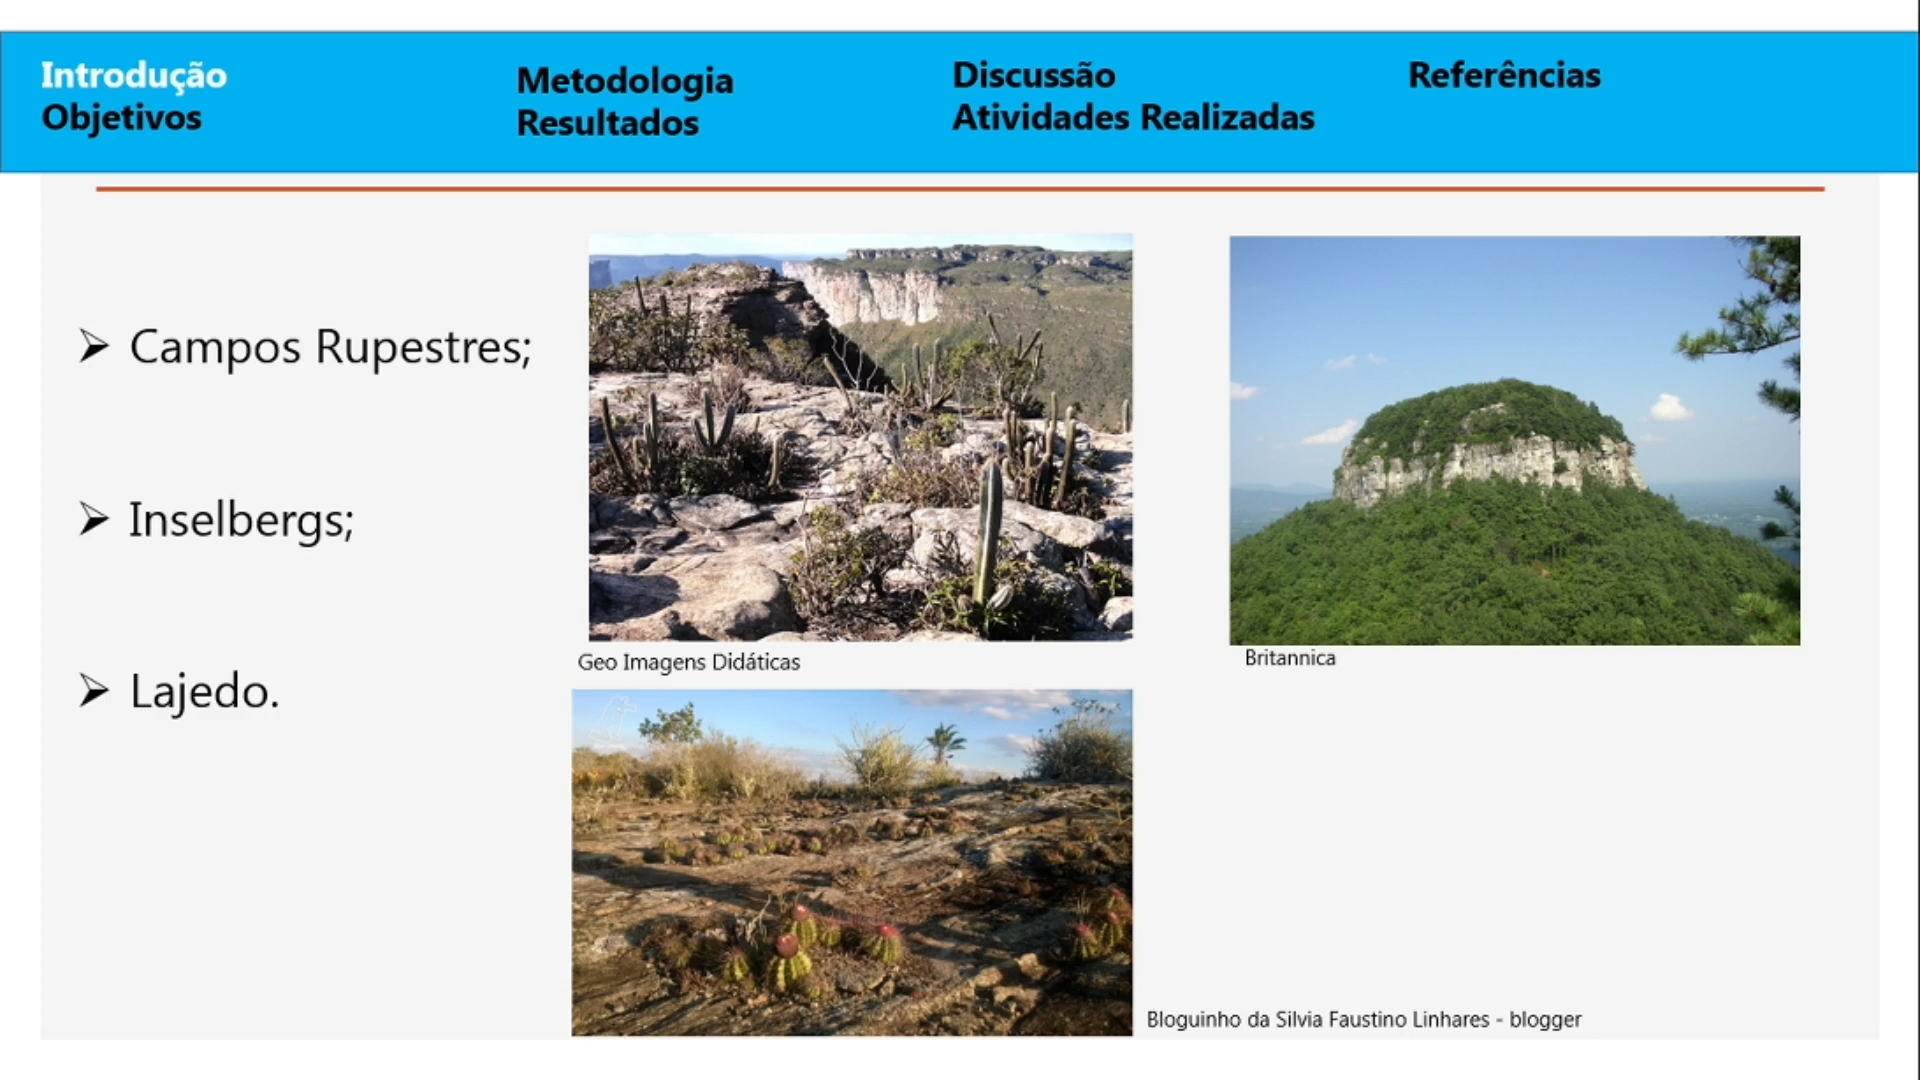 Introdução
Objetivos
Metodologia
Resultados
Discussão
Atividades Realizadas
Referências
Campos Rupestres;
Inselbergs;
Lajedo.
Geo Imagens Didáticas
Britannica
Bloguinho da Silvia Faustino Linhares - blogger